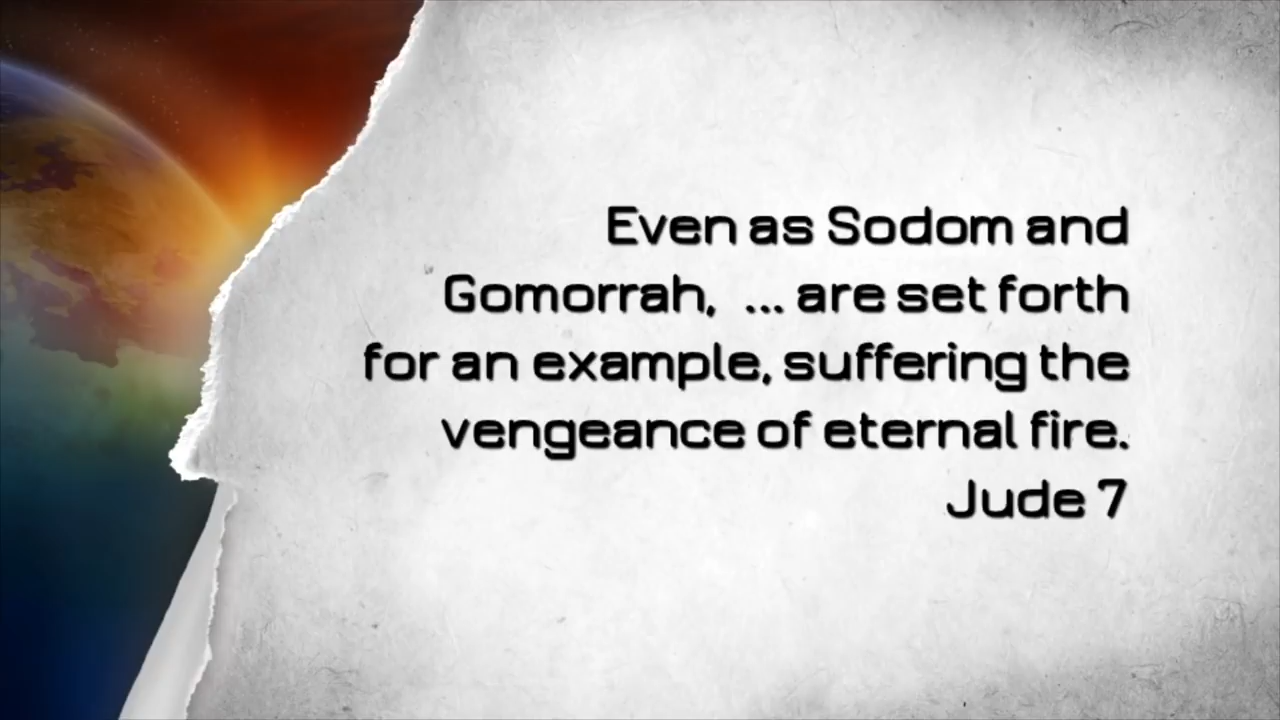 Even as Sodom and
Gomorrah, ... are set forth
for an example, suffering the
vengeance of eternal fire.
Jude 7